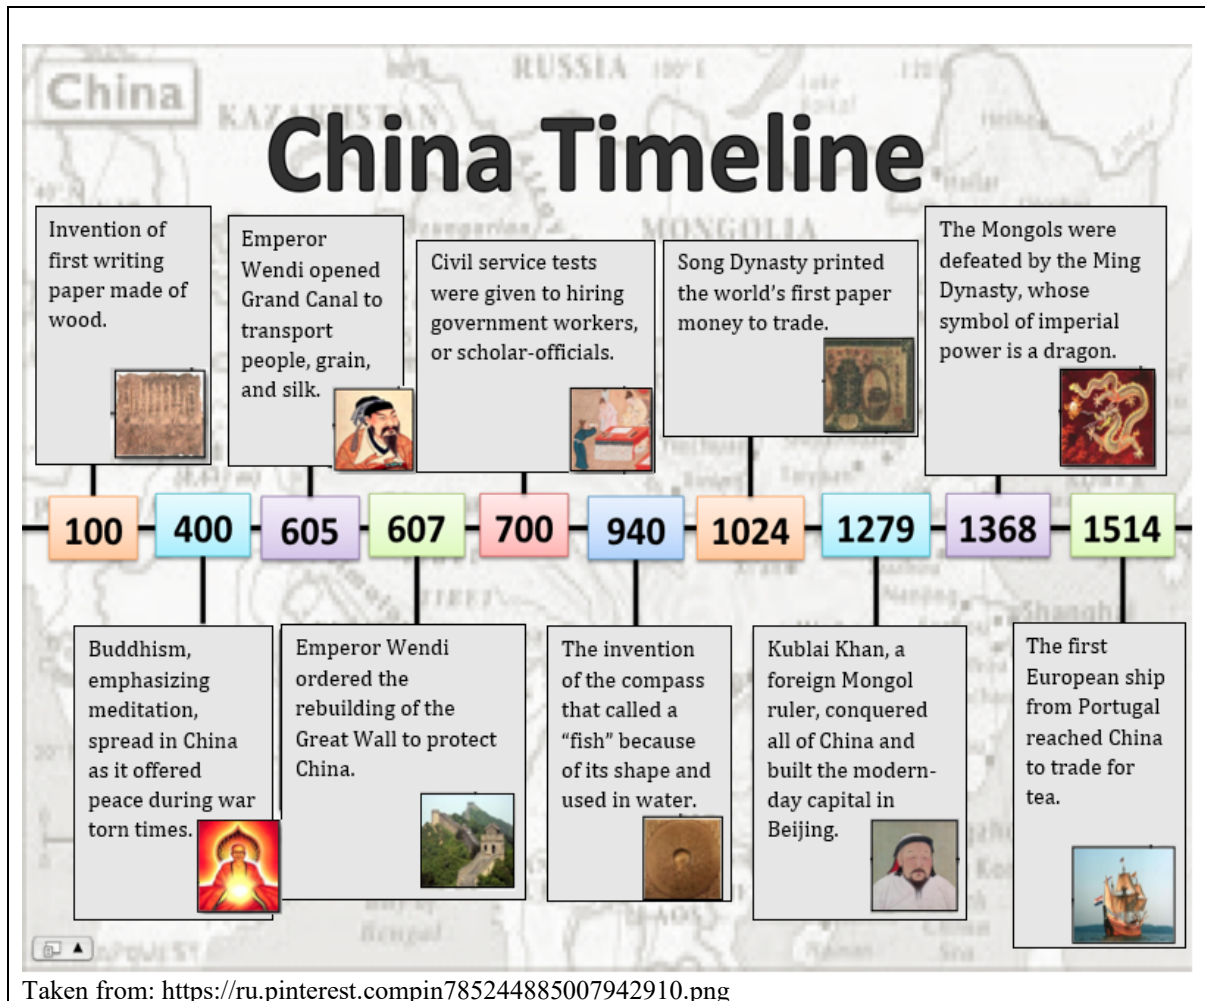 China
RUSSIA
KAZAKHSTAN
MONGOLIA
China Timeline
Invention of
first writing
paper made of
wood.
Emperor
Wendi opened
Grand Canal to
transport
people, grain,
and silk.
Civil service tests
were given to hiring
government workers,
or scholar-officials.
Song Dynasty printed
the world's first paper
money to trade.
The Mongols were
defeated by the Ming
Dynasty, whose
symbol of imperial
power is a dragon.
100 400 605 607 700 940 1024 1279 1368 1514
Buddhism,
emphasizing
meditation,
spread in China
as it offered
peace during war
torn times.
Emperor Wendi
ordered the
rebuilding of the
Great Wall to protect
China.
The invention
of the compass
that called a
“fish” because
of its shape and
used in water.
Kublai Khan, a
foreign Mongol
ruler, conquered
all of China and
built the modern-
day capital in
Beijing.
The first
European ship
from Portugal
reached China
to trade for
tea.
Shanghai
Bengal
Taken from: https://ru.pinterest.compin785244885007942910.png